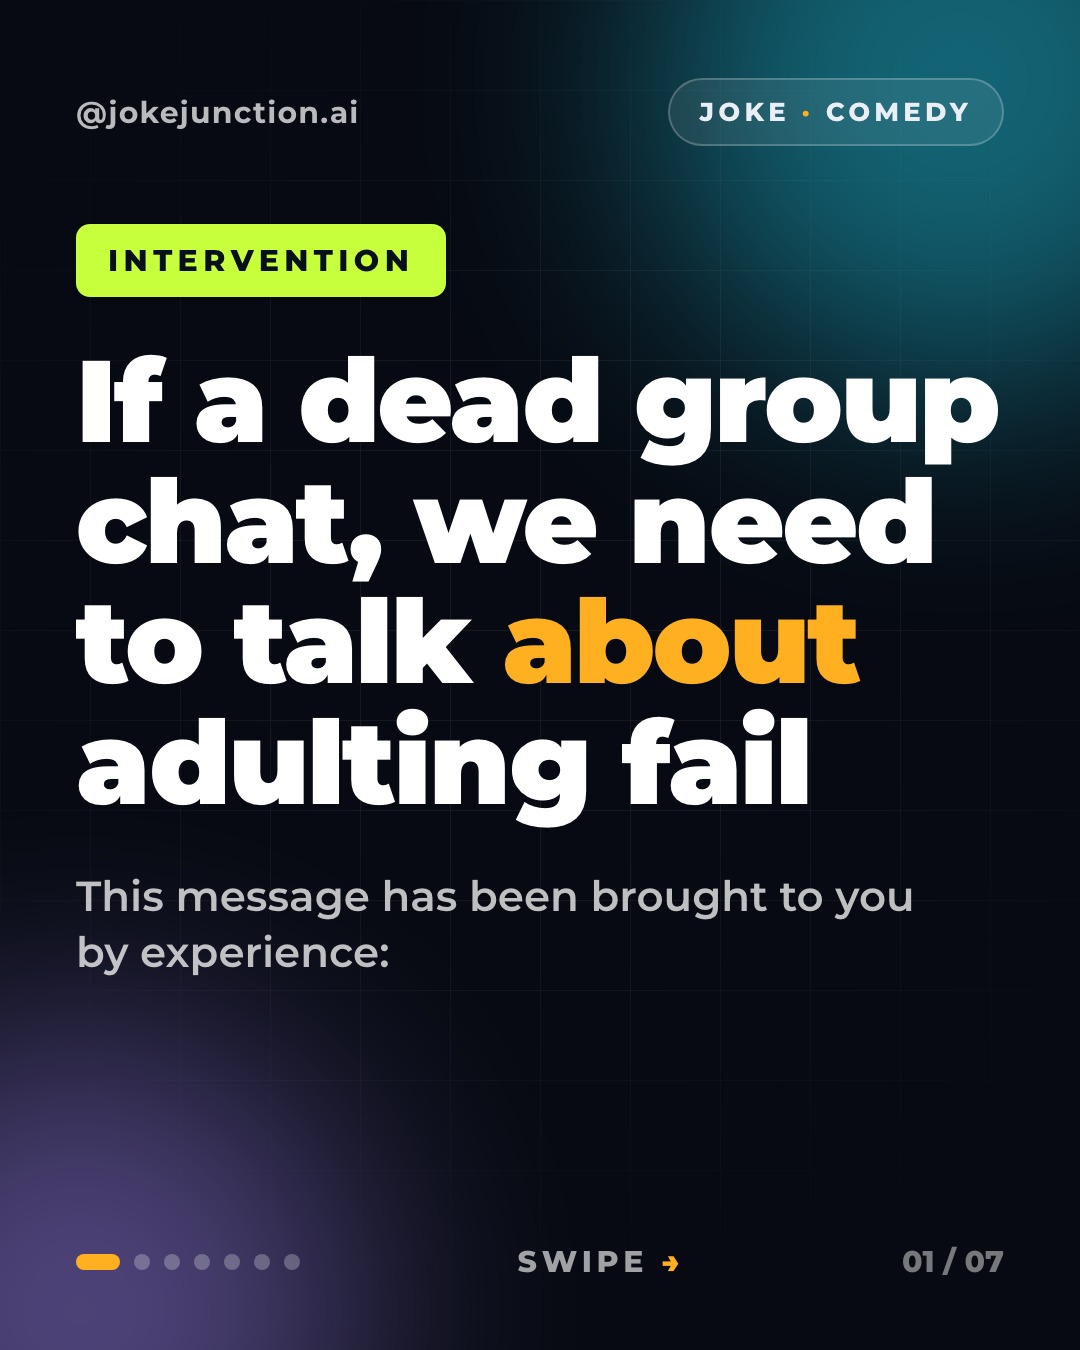 @jokejunction.ai
JOKE · COMEDY
INTERVENTION
If a dead group
chat, we need
to talk about
adulting fail
This message has been brought to you
by experience:
SWIPE →
01 / 07